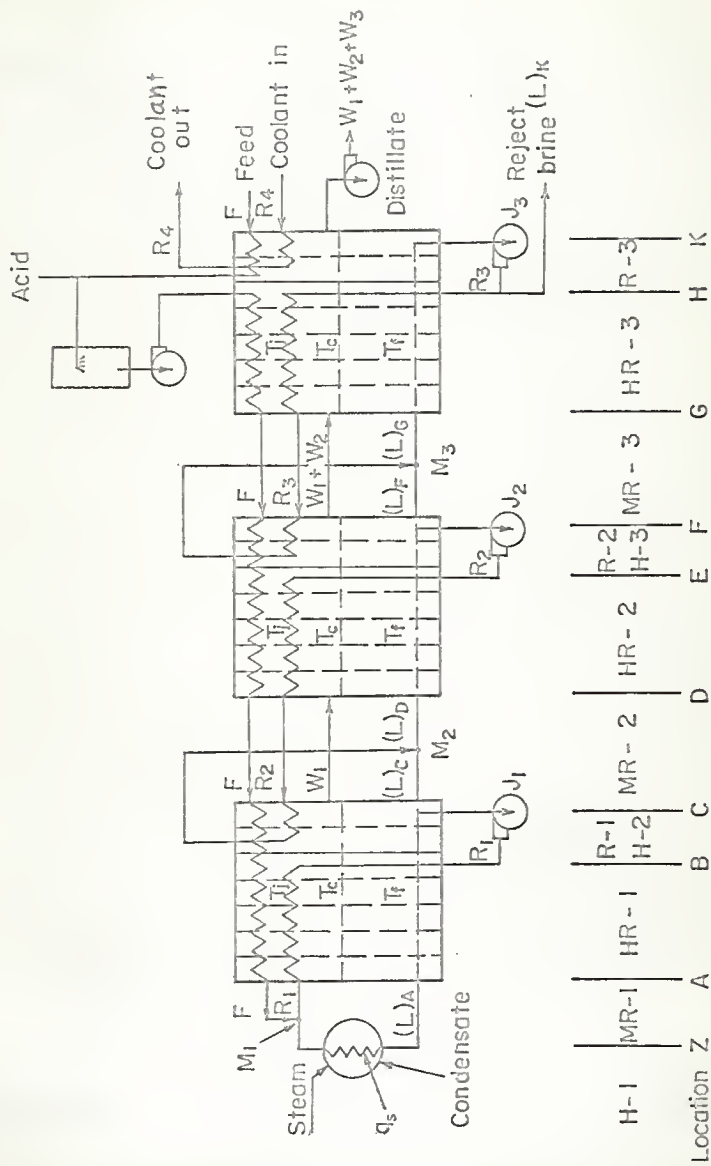 Acid
Coolant out
R4
F Feed
R4 Coolant in
W1+W2+W3
Distillate
J3 Reject brine (L)K
R3
Tj
Tc
Tf
F
R3
W1+W2
(L)F (L)G
M3
Tj
Tc
Tf
J2
R2
F
R2
W1
(L)C (L)D
M2
Tj
Tc
Tf
J1
R1
F
R1
M1
(L)A
Steam
qs
Condensate
H-1 MR-1 HR-1 R-1 H-2 MR-2 HR-2 R-2 H-3 MR-3 HR-3 R-3
Location Z A B C D E F G H K